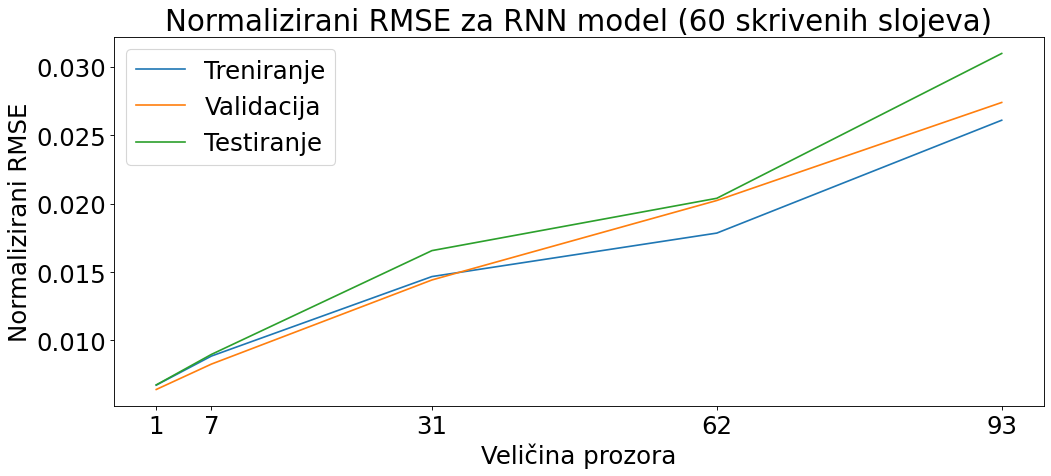 Normalizirani RMSE za RNN model (60 skrivenih slojeva)
Treniranje
Validacija
Testiranje
Normalizirani RMSE
0.030
0.025
0.020
0.015
0.010
1 7 31 62 93
Veličina prozora